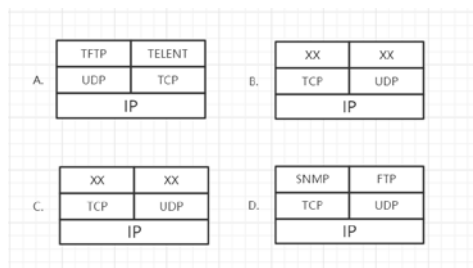 TFTP TELENT
A. UDP TCP
IP
XX XX
B. TCP UDP
IP
XX XX
C. TCP UDP
IP
SNMP FTP
D. TCP UDP
IP